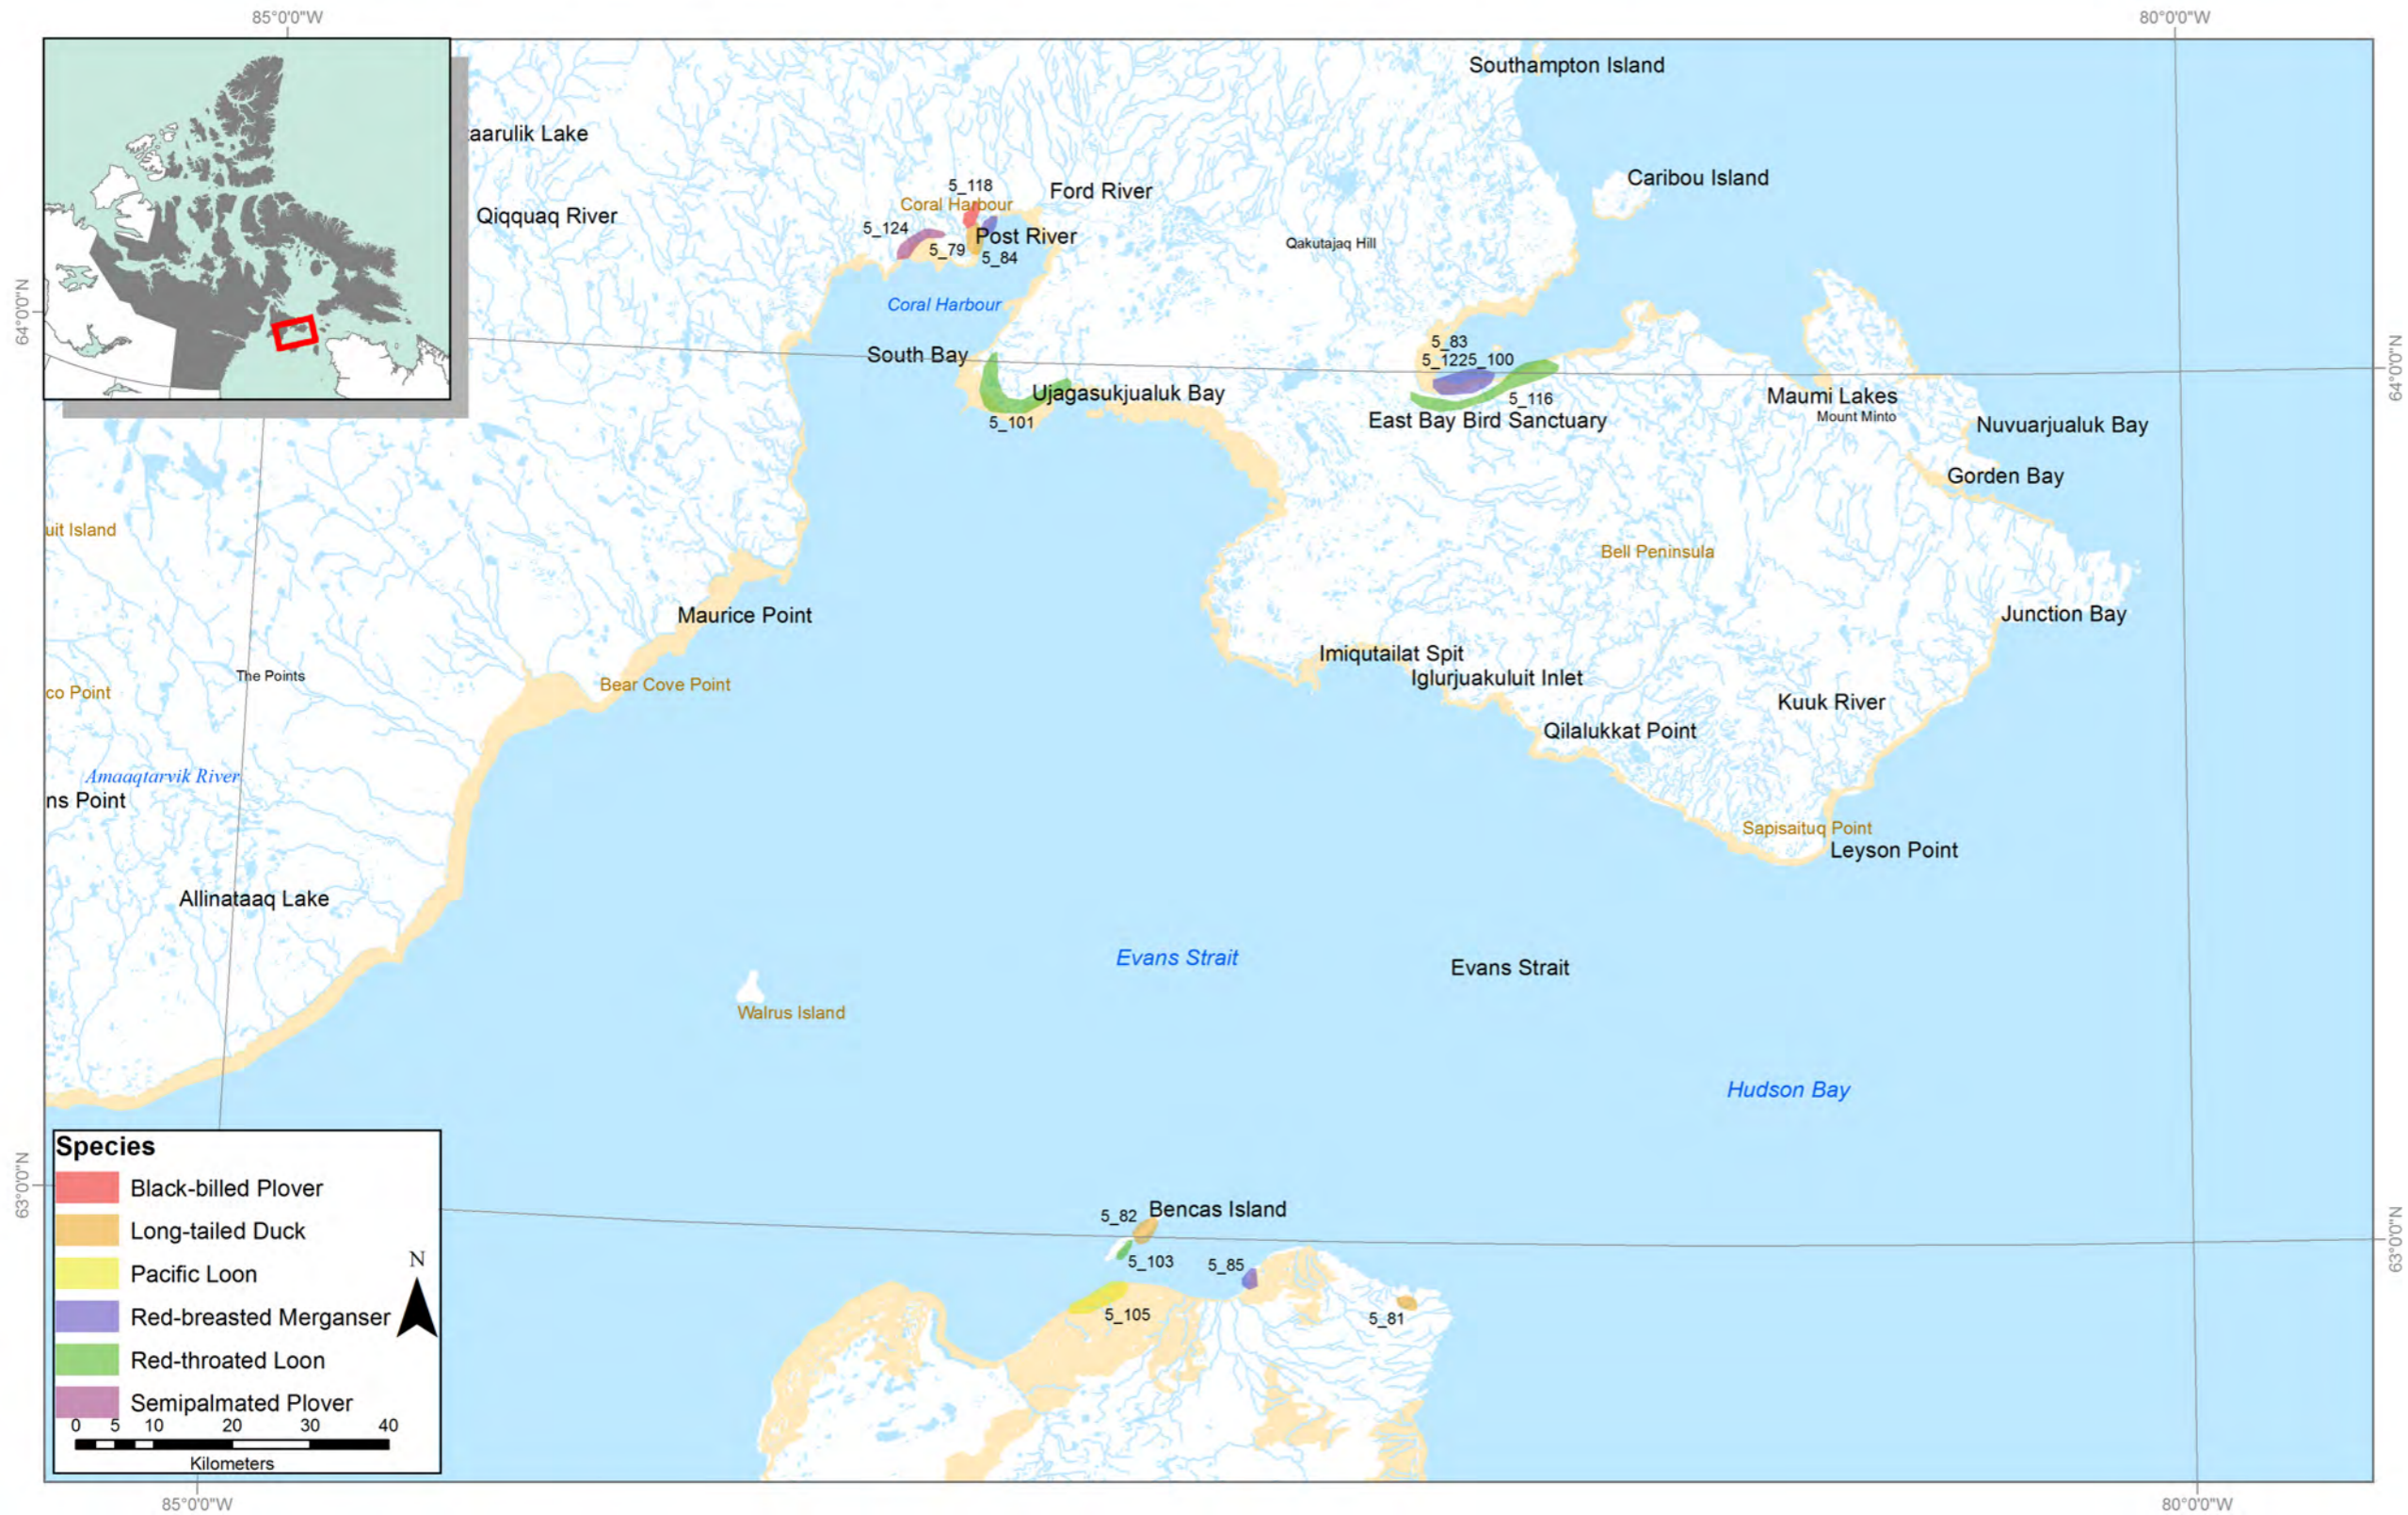 85°0'0"W
80°0'0"W
Southampton Island
aarulik Lake
Caribou Island
5_118
Ford River
Coral Harbour
Qiqquaq River
5_124
Post River
5_79
5_84
Qakutajaq Hill
Coral Harbour
64°0'0"N
5_83
South Bay
5_1225_100
64°0'0"N
Ujagasukjualuk Bay
5_116
Maumi Lakes
5_101
East Bay Bird Sanctuary
Mount Minto
Nuvuarjualuk Bay
Gorden Bay
uit Island
Bell Peninsula
Maurice Point
Junction Bay
Imiqutailat Spit
The Points
Iglurjuakuluit Inlet
co Point
Bear Cove Point
Kuuk River
Qilalukkat Point
Amaaqtarvik River
ns Point
Sapisaituq Point
Leyson Point
Allinataaq Lake
Evans Strait
Evans Strait
Walrus Island
Hudson Bay
63°0'0"N
Species
Black-billed Plover
Long-tailed Duck
Pacific Loon
Red-breasted Merganser
Red-throated Loon
Semipalmated Plover
N
0 5 10 20 30 40
Kilometers
5_82
Bencas Island
5_103
5_85
5_105
5_81
63°0'0"N
85°0'0"W
80°0'0"W